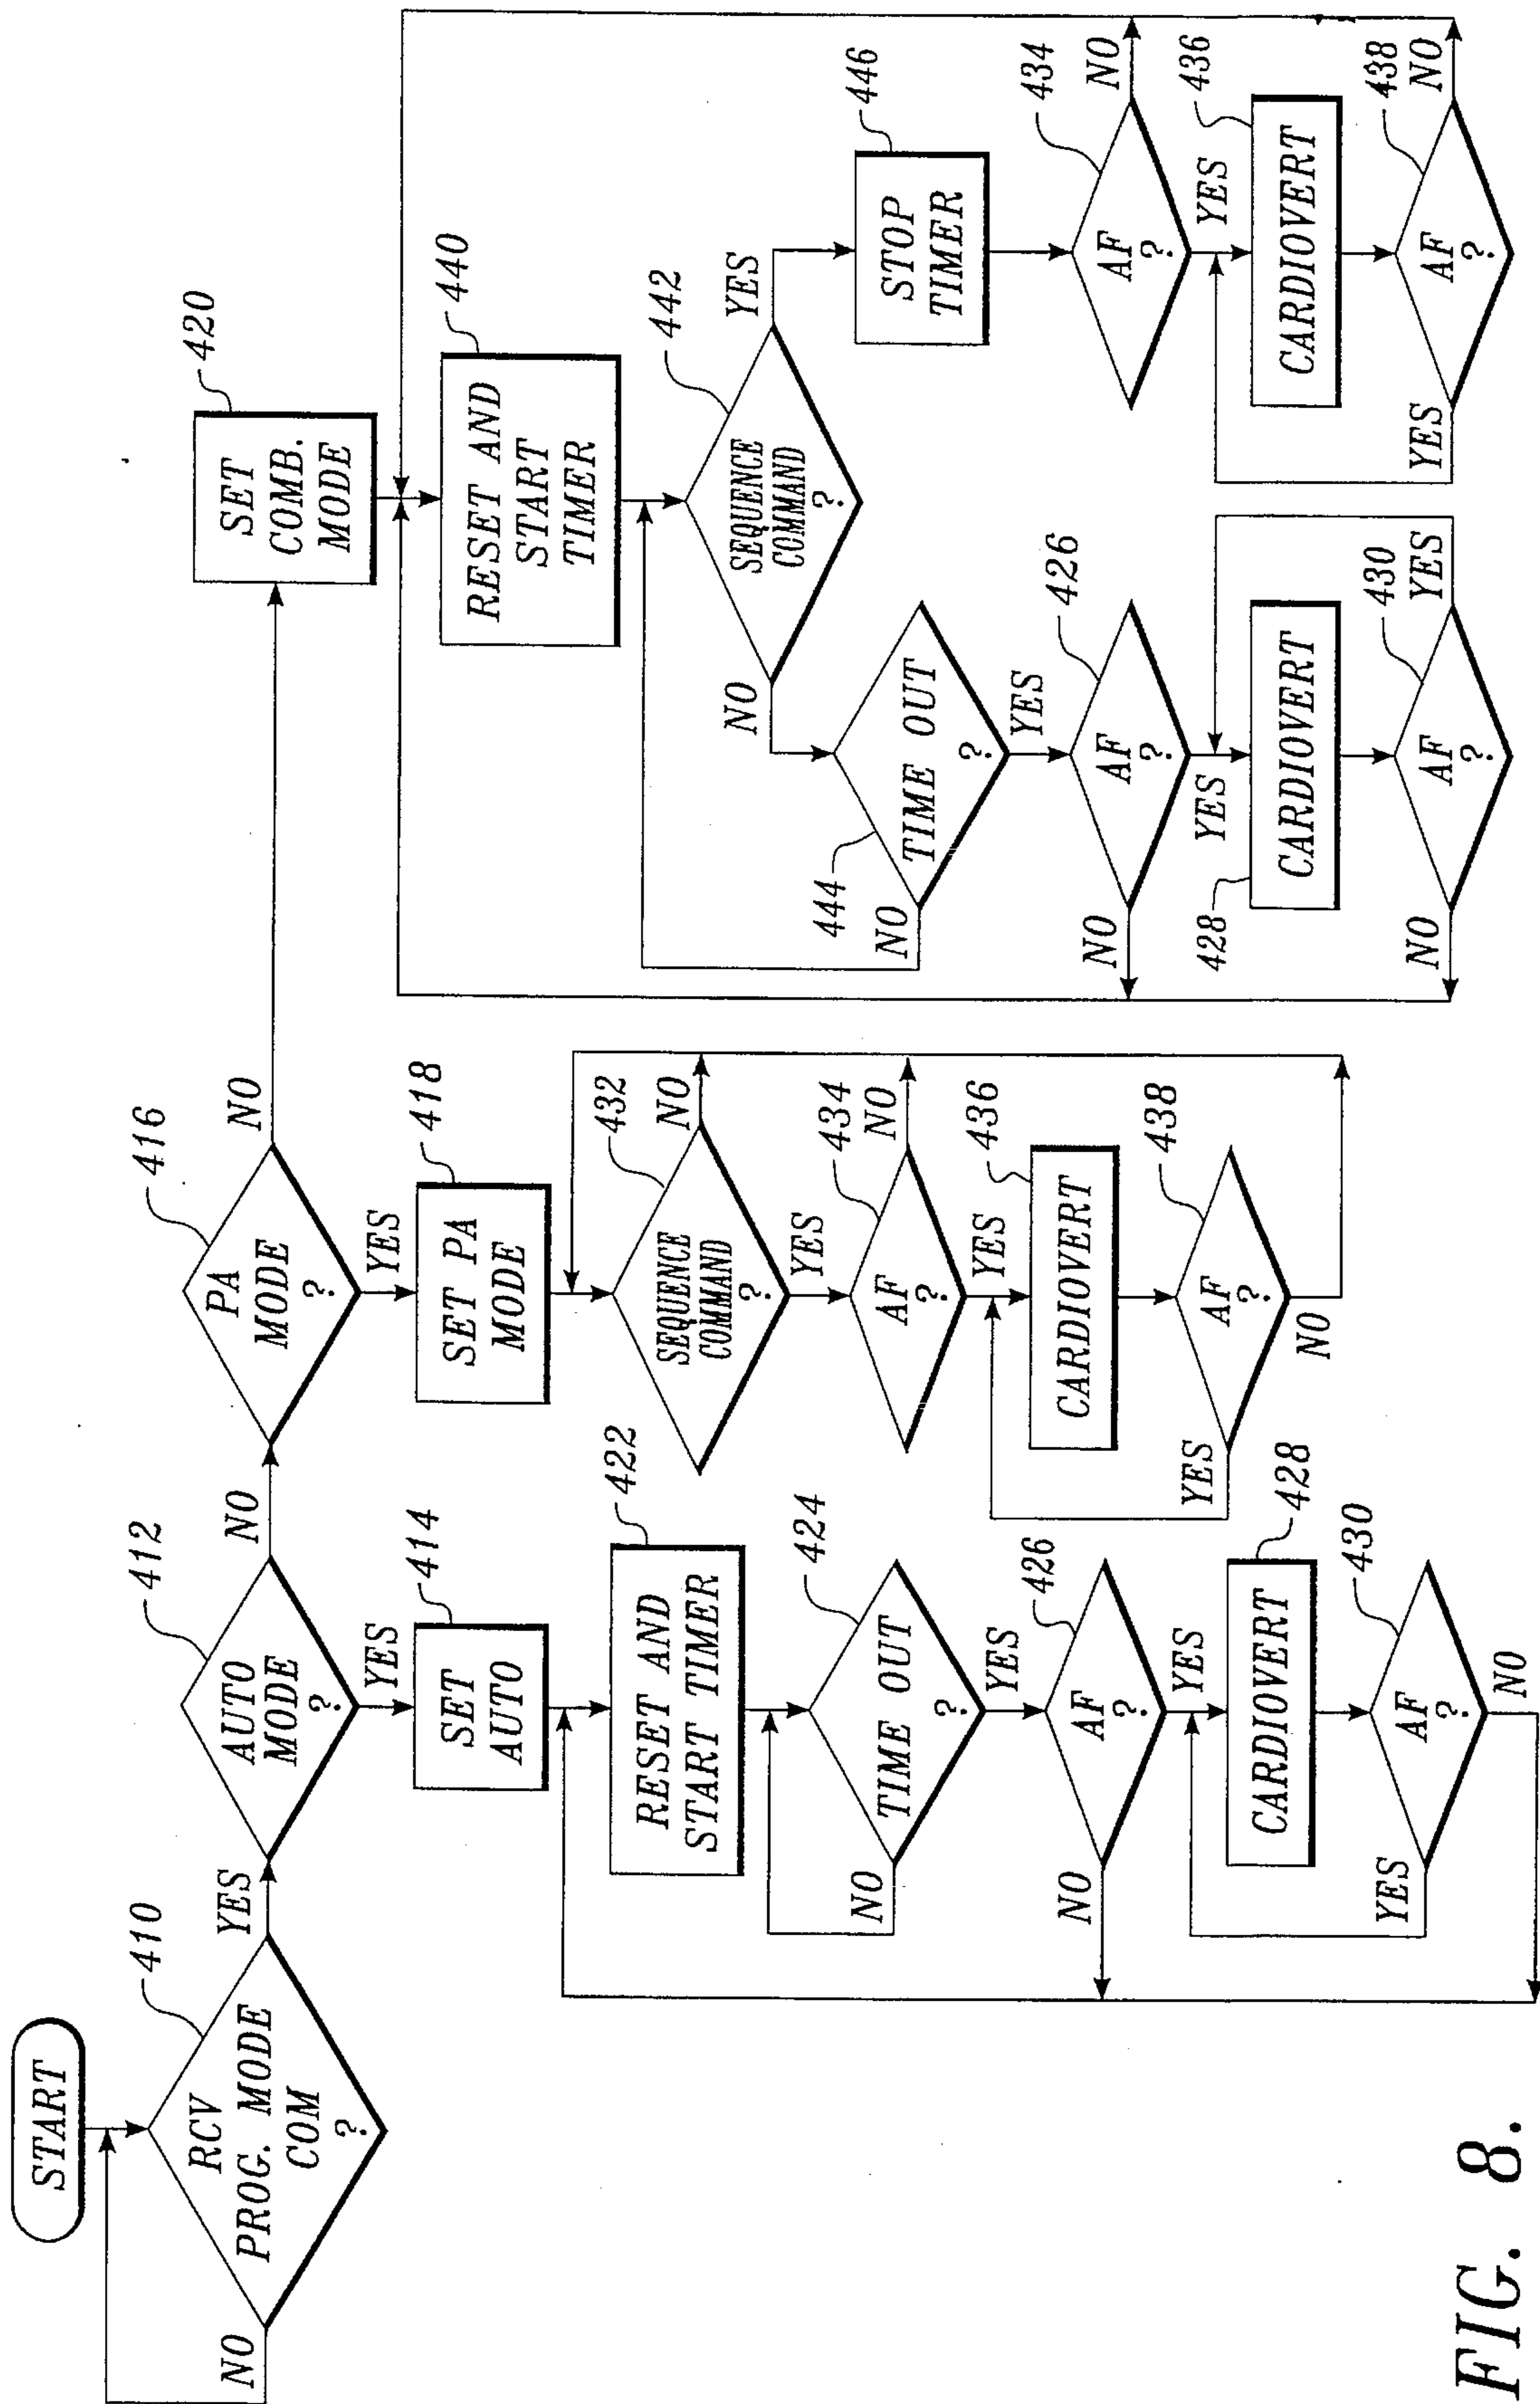 START
RCV
PROG. MODE
COM
?
410
NO
YES
AUTO
MODE
?
412
NO
YES
PA
MODE
?
416
NO
YES
SET
COMB.
MODE
420
SET
AUTO
414
RESET AND
START TIMER
422
TIME OUT
?
424
NO
YES
AF
?
426
NO
YES
CARDIOVERT
428
AF
?
430
YES
NO
SET PA
MODE
418
SEQUENCE
COMMAND
?
432
NO
YES
AF
?
434
NO
YES
CARDIOVERT
436
AF
?
438
YES
NO
RESET AND
START
TIMER
440
SEQUENCE
COMMAND
?
442
NO
YES
TIME OUT
?
444
NO
YES
AF
?
426
NO
YES
CARDIOVERT
428
AF
?
430
NO
YES
STOP
TIMER
446
AF
?
434
NO
YES
CARDIOVERT
436
AF
?
438
NO
YES
FIG. 8.